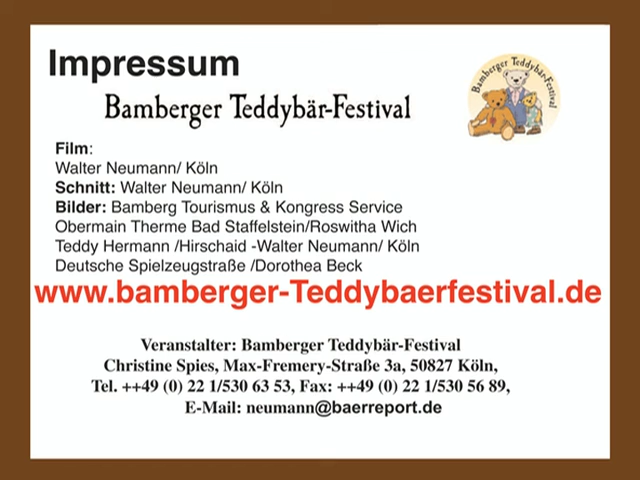 Impressum
Bamberger Teddybär-Festival
Bamberger Teddybär-Festival
Film:
Walter Neumann/ Köln
Schnitt: Walter Neumann/ Köln
Bilder: Bamberg Tourismus & Kongress Service
Obermain Therme Bad Staffelstein/Roswitha Wich
Teddy Hermann /Hirschaid -Walter Neumann/ Köln
Deutsche Spielzeugstraße /Dorothea Beck
www.bamberger-Teddybaerfestival.de
Veranstalter: Bamberger Teddybär-Festival
Christine Spies, Max-Fremery-Straße 3a, 50827 Köln,
Tel. ++49 (0) 22 1/530 63 53, Fax: ++49 (0) 22 1/530 56 89,
E-Mail: neumann@baerreport.de